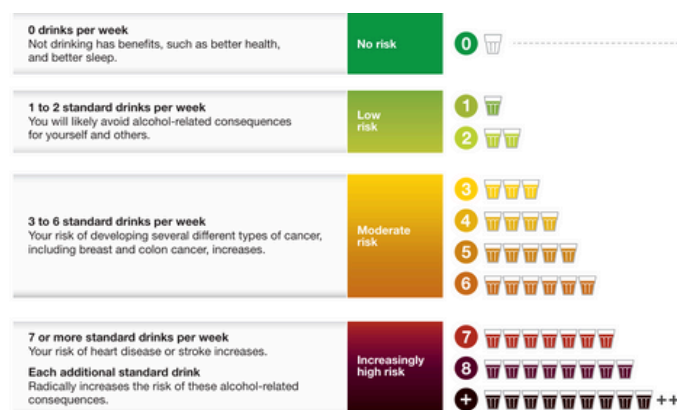 0 drinks per week
Not drinking has benefits, such as better health,
and better sleep.
No risk
0
1 to 2 standard drinks per week
You will likely avoid alcohol-related consequences
for yourself and others.
Low
risk
1
2
3 to 6 standard drinks per week
Your risk of developing several different types of cancer,
including breast and colon cancer, increases.
Moderate
risk
3
4
5
6
7 or more standard drinks per week
Your risk of heart disease or stroke increases.
Each additional standard drink
Radically increases the risk of these alcohol-related
consequences.
Increasingly
high risk
7
8
+ ++